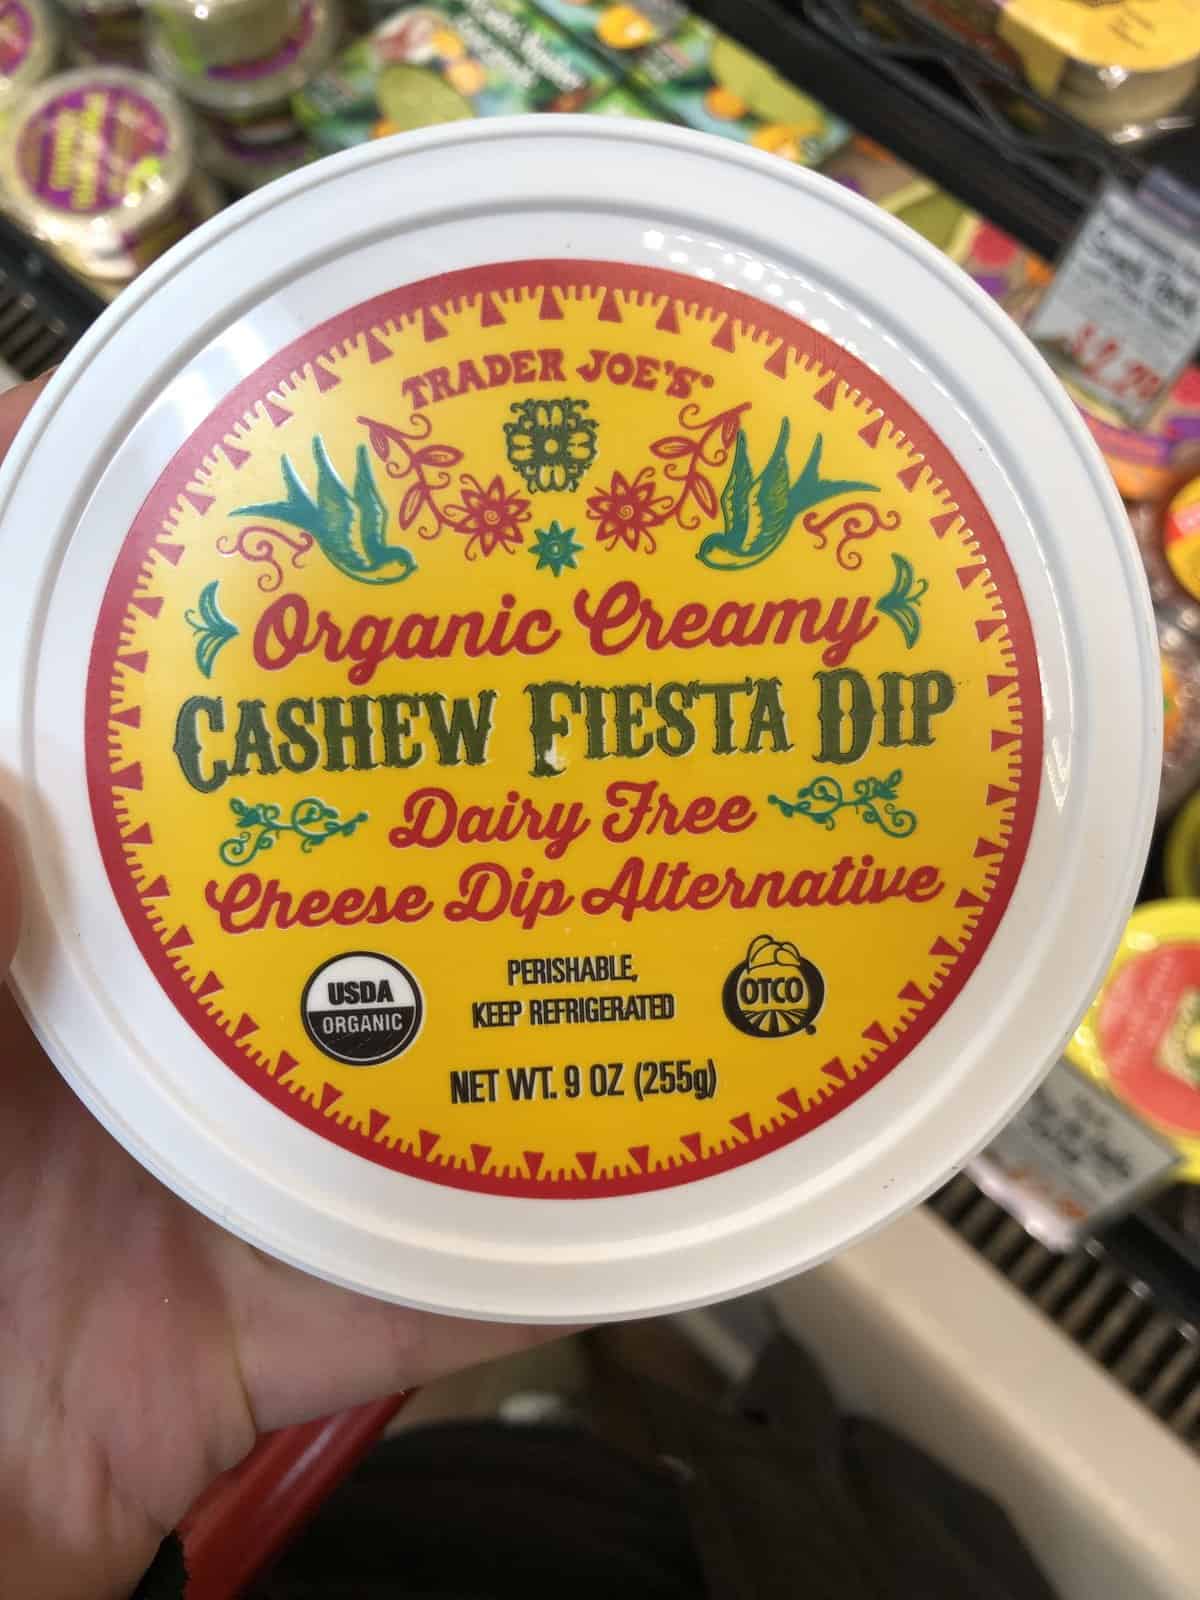 TRADER JOE'S
Organic Creamy
CASHEW FIESTA DIP
Dairy Free
Cheese Dip Alternative
USDA
ORGANIC
PERISHABLE,
KEEP REFRIGERATED
OTCO
NET WT. 9 OZ (255g)